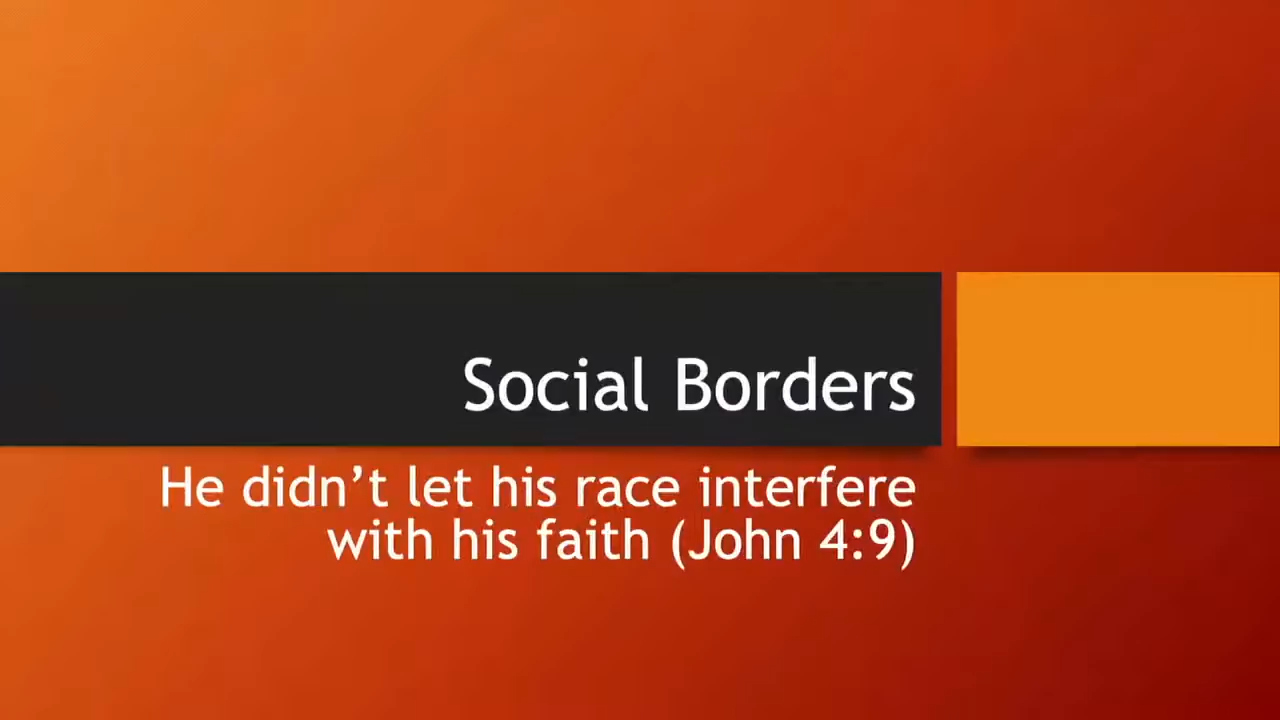 Social Borders
He didn’t let his race interfere
with his faith (John 4:9)